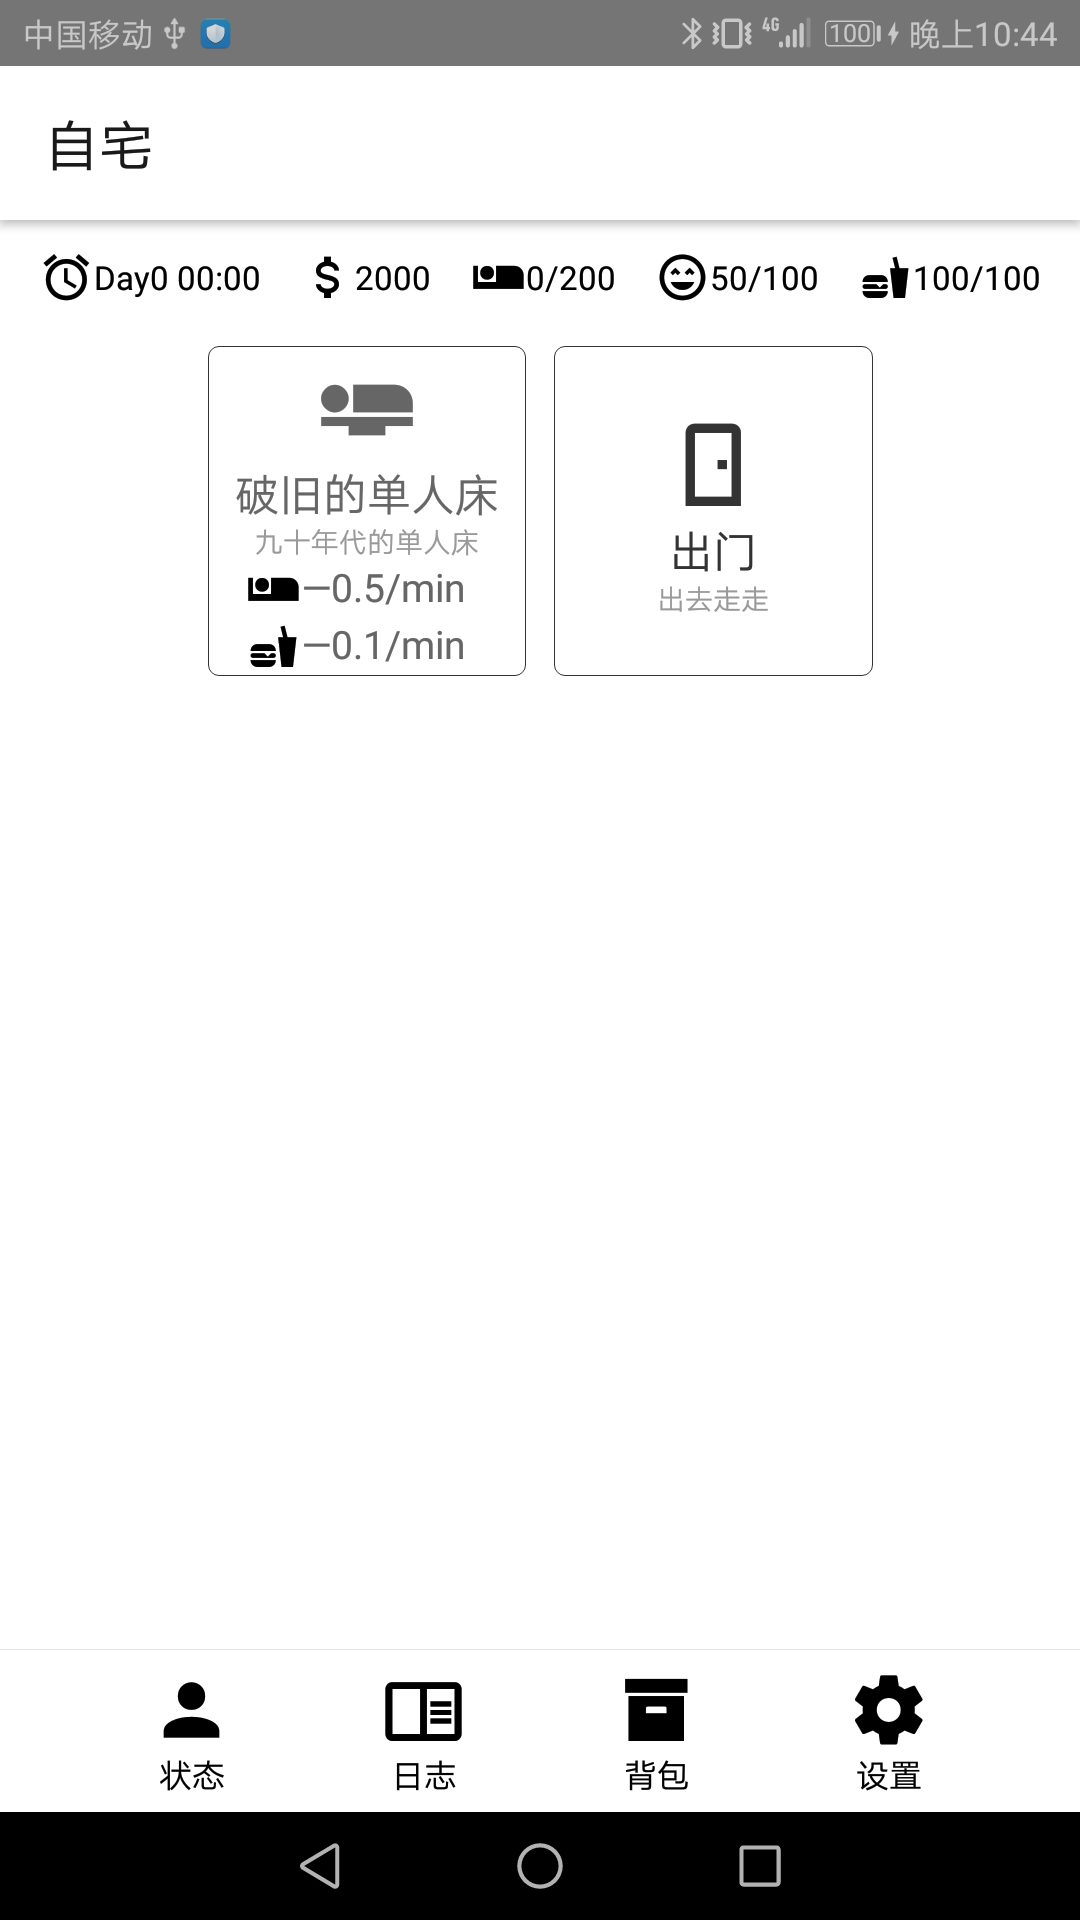 中国移动 4G 100 晚上10:44
自宅
Day0 00:00 2000 0/200 50/100 100/100
破旧的单人床
九十年代的单人床
−0.5/min
−0.1/min
出门
出去走走
状态 日志 背包 设置